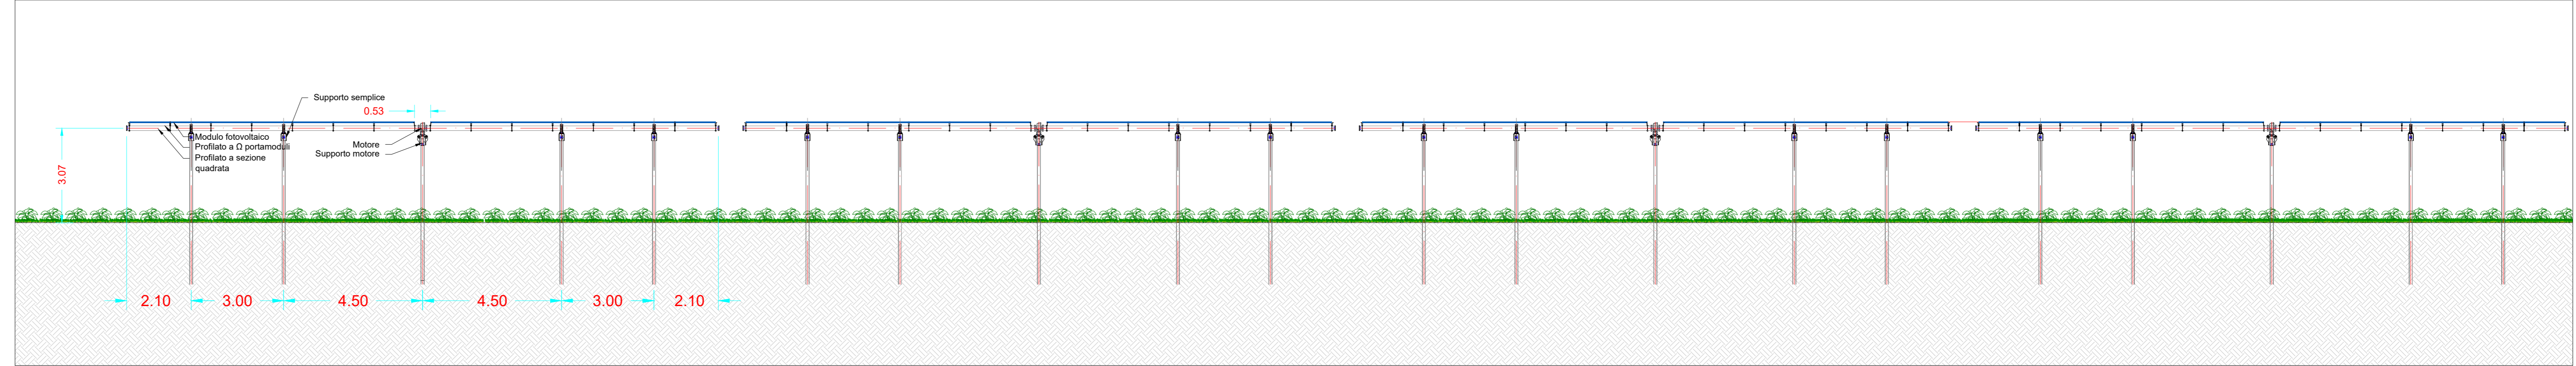 Supporto semplice
0.53
Modulo fotovoltaico
Profilato a Ω portamoduli
Profilato a sezione
quadrata
Motore
Supporto motore
3.07
2.10
3.00
4.50
4.50
3.00
2.10